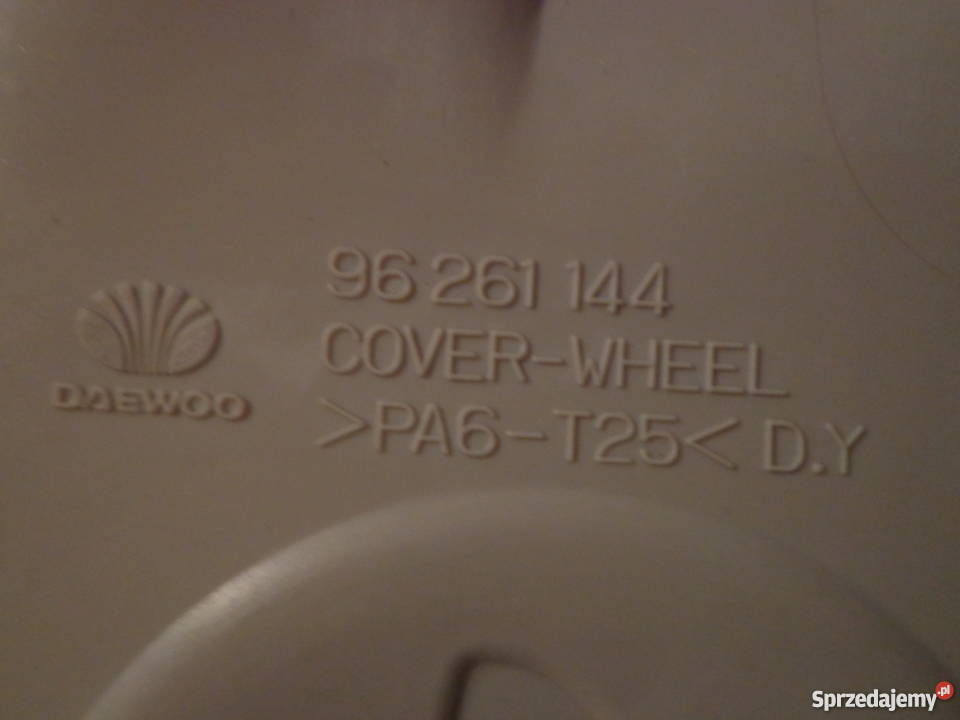 96 261 144
COVER-WHEEL
>PA6-T25< D.Y
DAEWOO
Sprzedajemy.pl